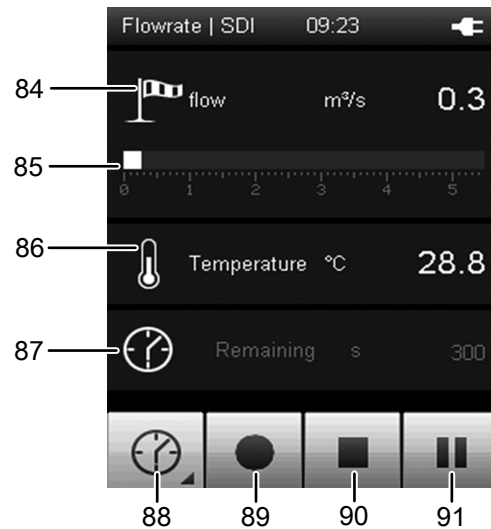 Flowrate | SDI 09:23
84 flow m³/s 0.3
85
0 1 2 3 4 5
86 Temperature °C 28.8
87 Remaining s 300
88 89 90 91